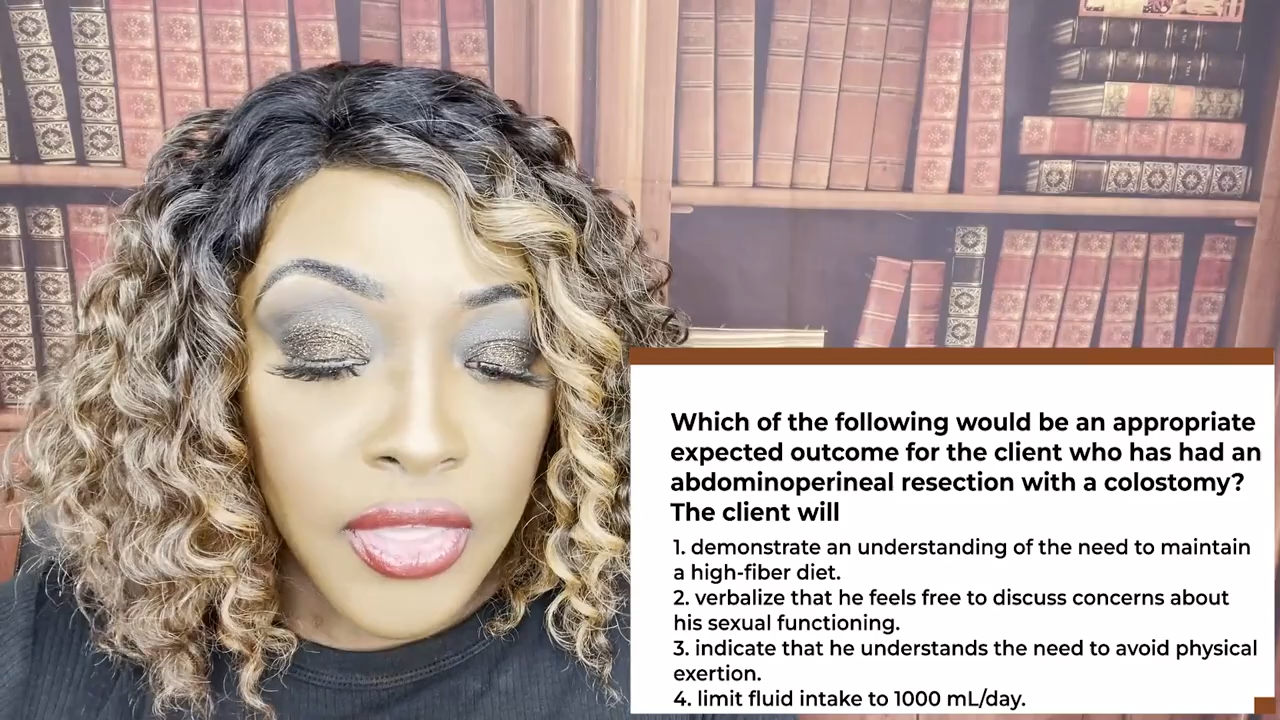 Which of the following would be an appropriate
expected outcome for the client who has had an
abdominoperineal resection with a colostomy?
The client will
1. demonstrate an understanding of the need to maintain
a high-fiber diet.
2. verbalize that he feels free to discuss concerns about
his sexual functioning.
3. indicate that he understands the need to avoid physical
exertion.
4. limit fluid intake to 1000 mL/day.